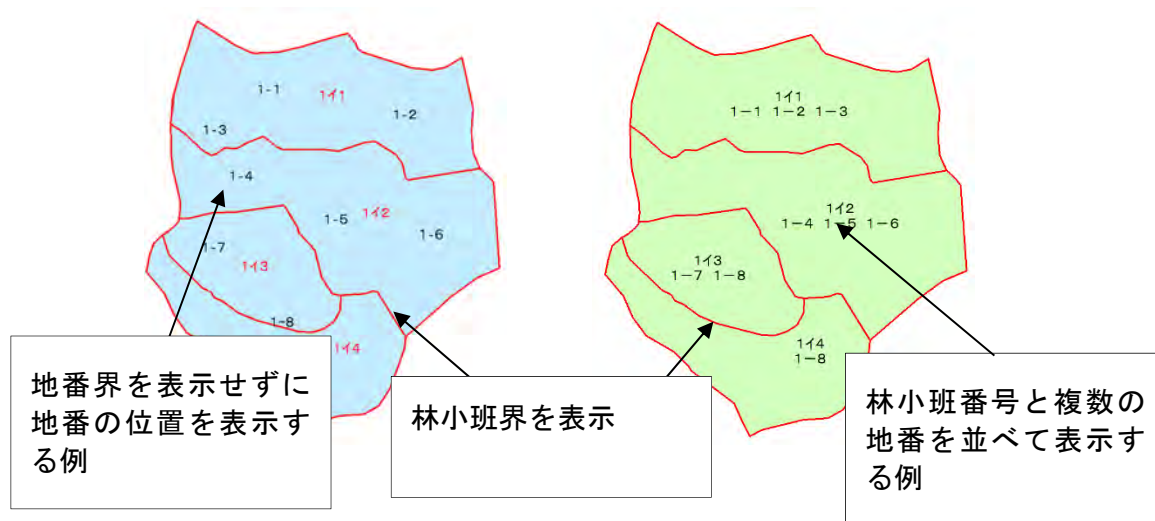 1-1
1イ1
1-2
1-3
1-4
1-5
1イ2
1-6
1-7
1イ3
1-8
1イ4
1イ1
1-1 1-2 1-3
1イ2
1-4 1-5 1-6
1イ3
1-7 1-8
1イ4
1-8
地番界を表示せずに
地番の位置を表示す
る例
林小班界を表示
林小班番号と複数の
地番を並べて表示す
る例